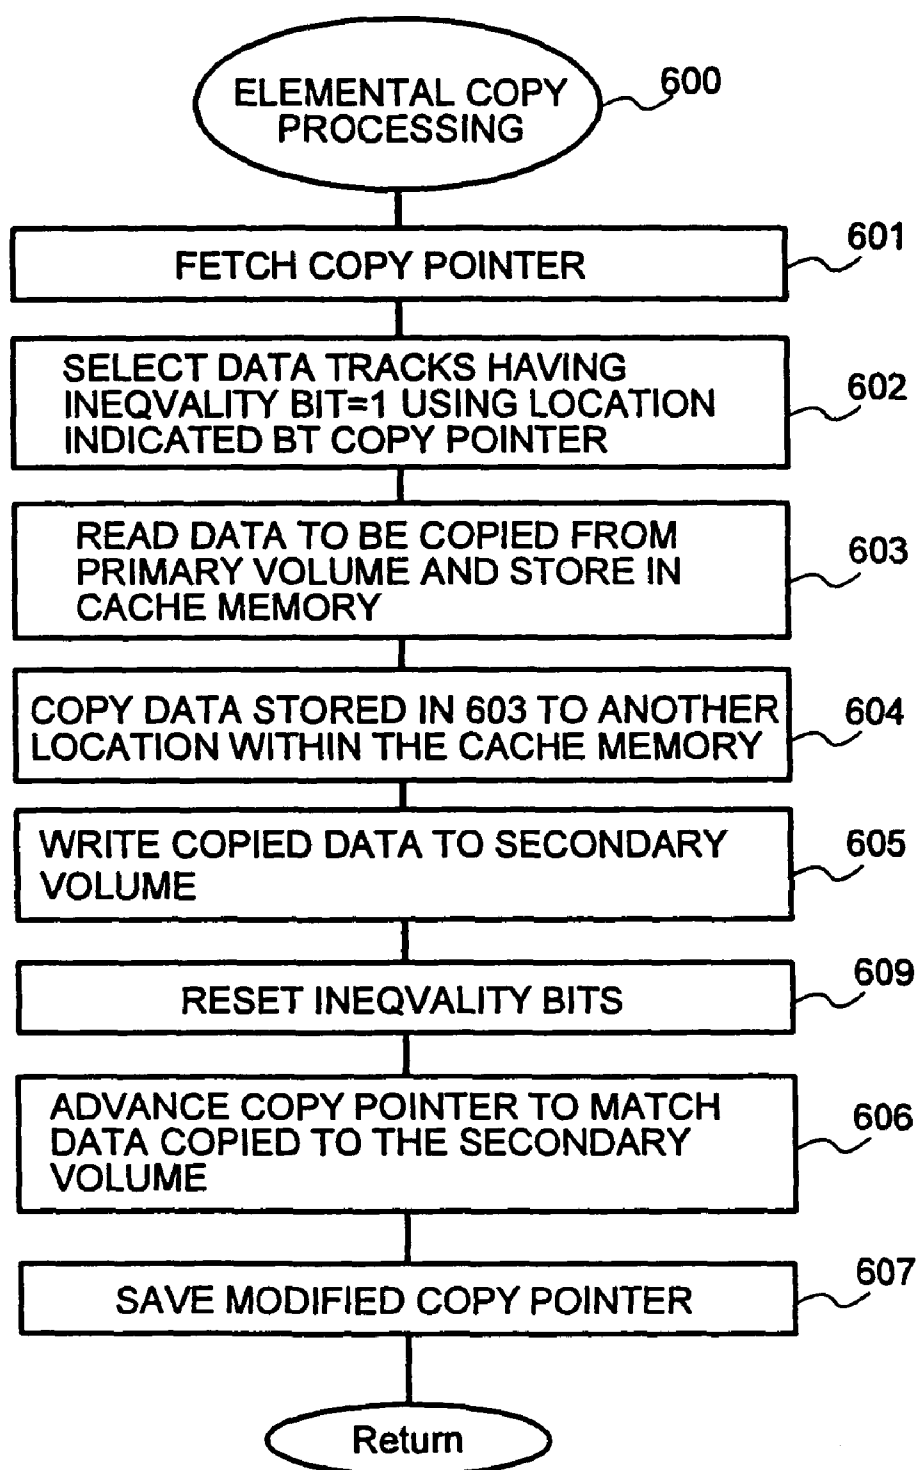 ELEMENTAL COPY
PROCESSING
600
FETCH COPY POINTER
601
SELECT DATA TRACKS HAVING
INEQVALITY BIT=1 USING LOCATION
INDICATED BT COPY POINTER
602
READ DATA TO BE COPIED FROM
PRIMARY VOLUME AND STORE IN
CACHE MEMORY
603
COPY DATA STORED IN 603 TO ANOTHER
LOCATION WITHIN THE CACHE MEMORY
604
WRITE COPIED DATA TO SECONDARY
VOLUME
605
RESET INEQVALITY BITS
609
ADVANCE COPY POINTER TO MATCH
DATA COPIED TO THE SECONDARY
VOLUME
606
SAVE MODIFIED COPY POINTER
607
Return